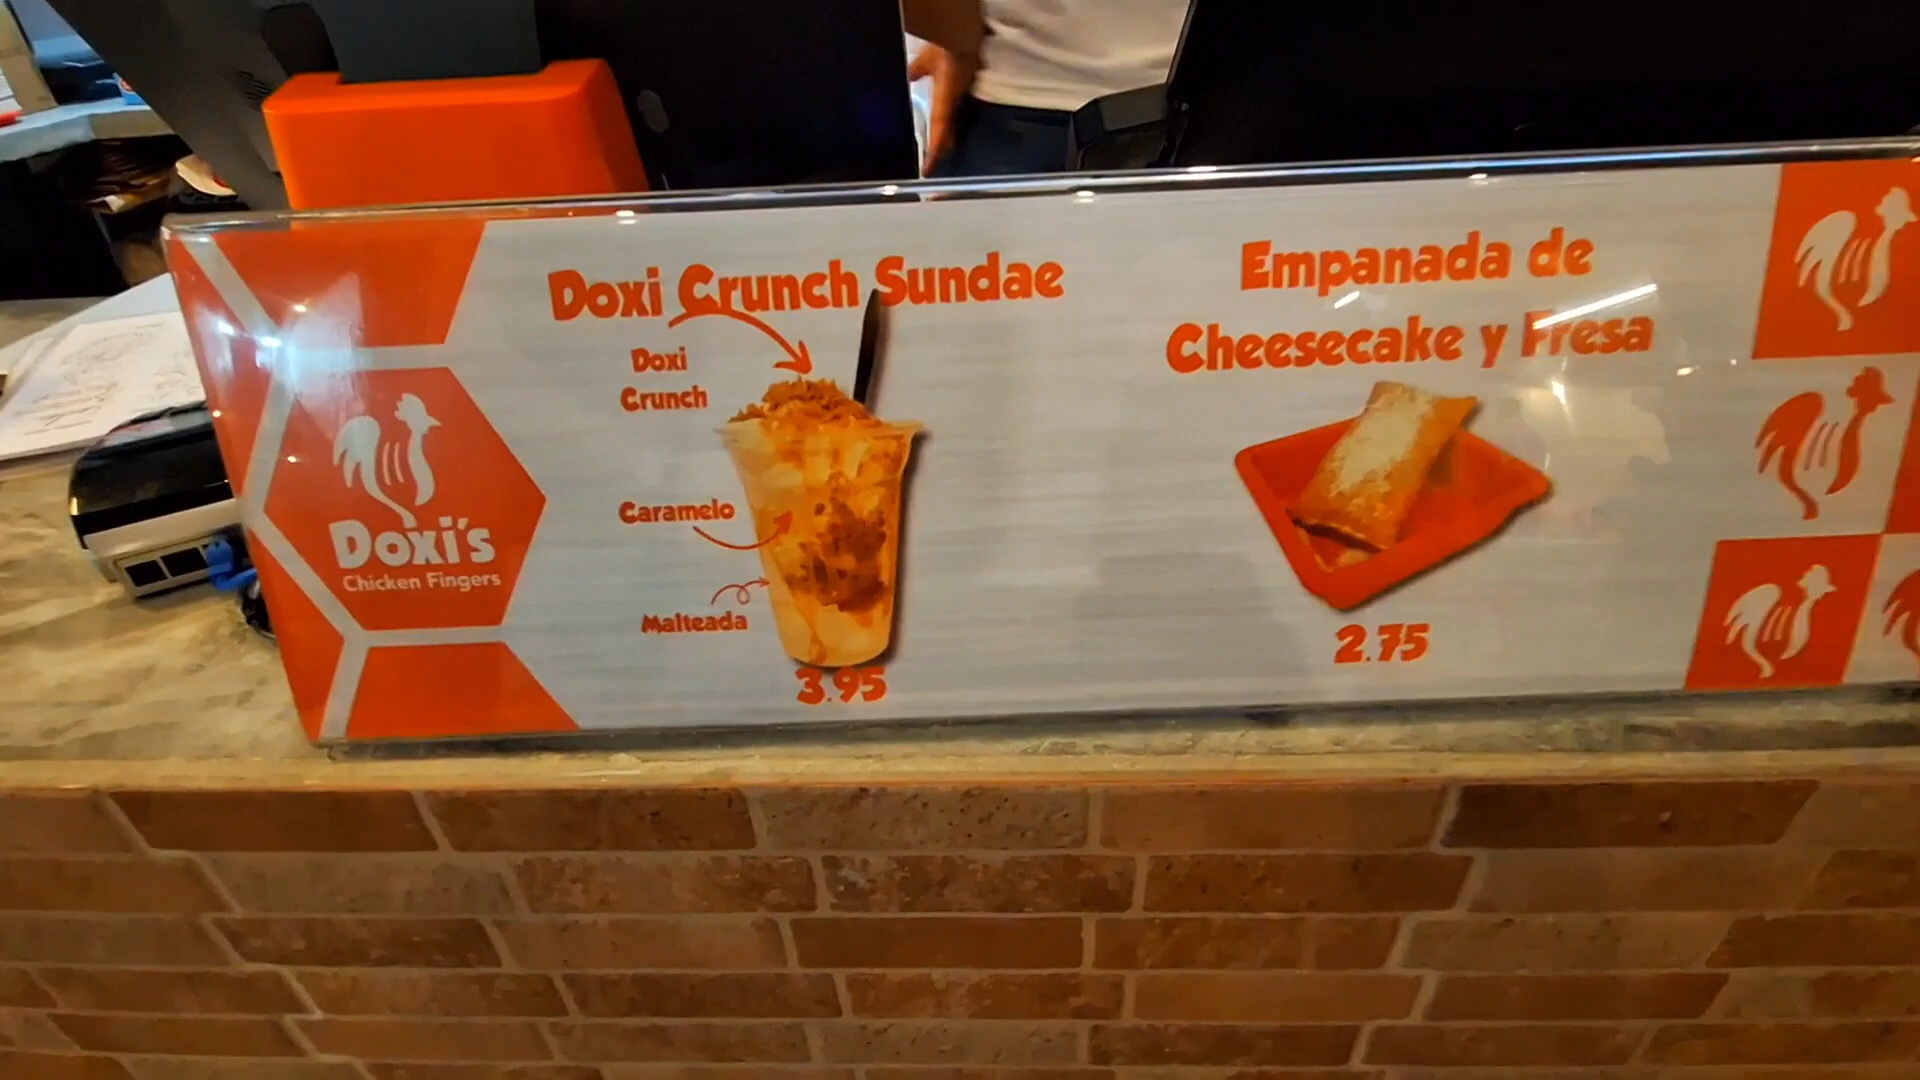 Doxi's
Chicken Fingers
Doxi Crunch Sundae
Doxi
Crunch
Caramelo
Malteada
3.95
Empanada de
Cheesecake y Fresa
2.75